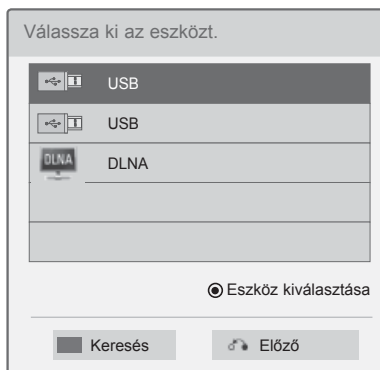 Válassza ki az eszközt.
USB
USB
DLNA DLNA
Eszköz kiválasztása
Keresés Előző